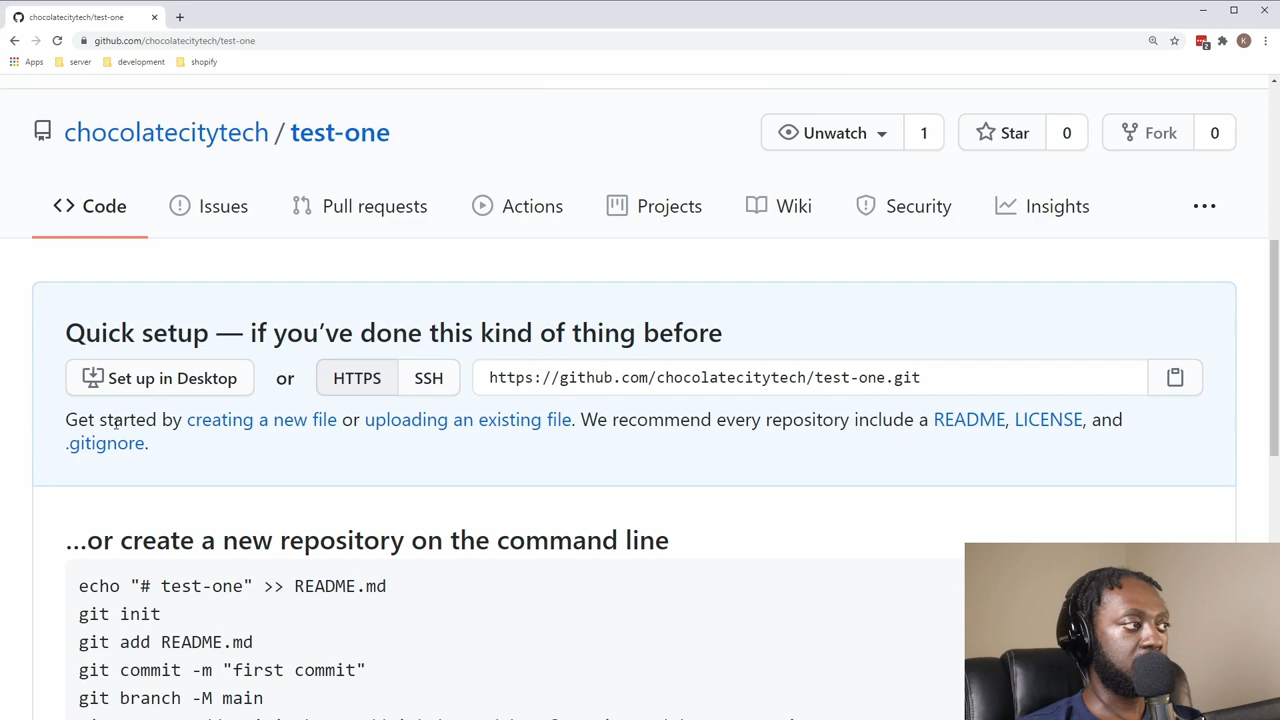 chocolatecitytech/test-one
github.com/chocolatecitytech/test-one
2
K
Apps server development shopify
chocolatecitytech / test-one
Unwatch 1 Star 0 Fork 0
Code Issues Pull requests Actions Projects Wiki Security Insights
Quick setup — if you’ve done this kind of thing before
Set up in Desktop or HTTPS SSH https://github.com/chocolatecitytech/test-one.git
Get started by creating a new file or uploading an existing file. We recommend every repository include a README, LICENSE, and
.gitignore.
…or create a new repository on the command line
echo "# test-one" >> README.md
git init
git add README.md
git commit -m "first commit"
git branch -M main